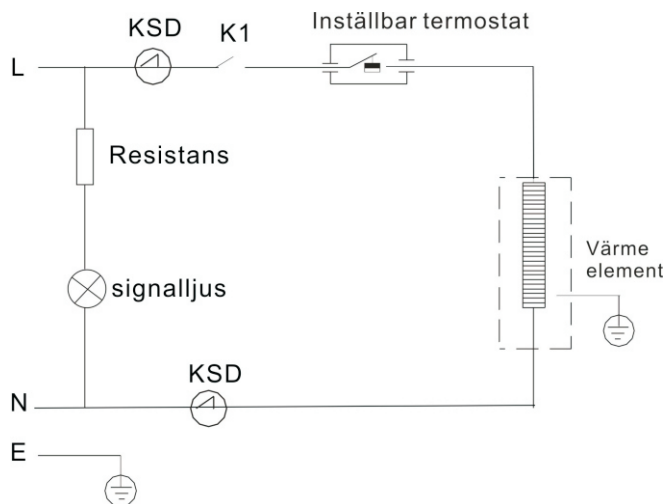 KSD
K1
Inställbar termostat
L
Resistans
Värme
element
signalljus
KSD
N
E